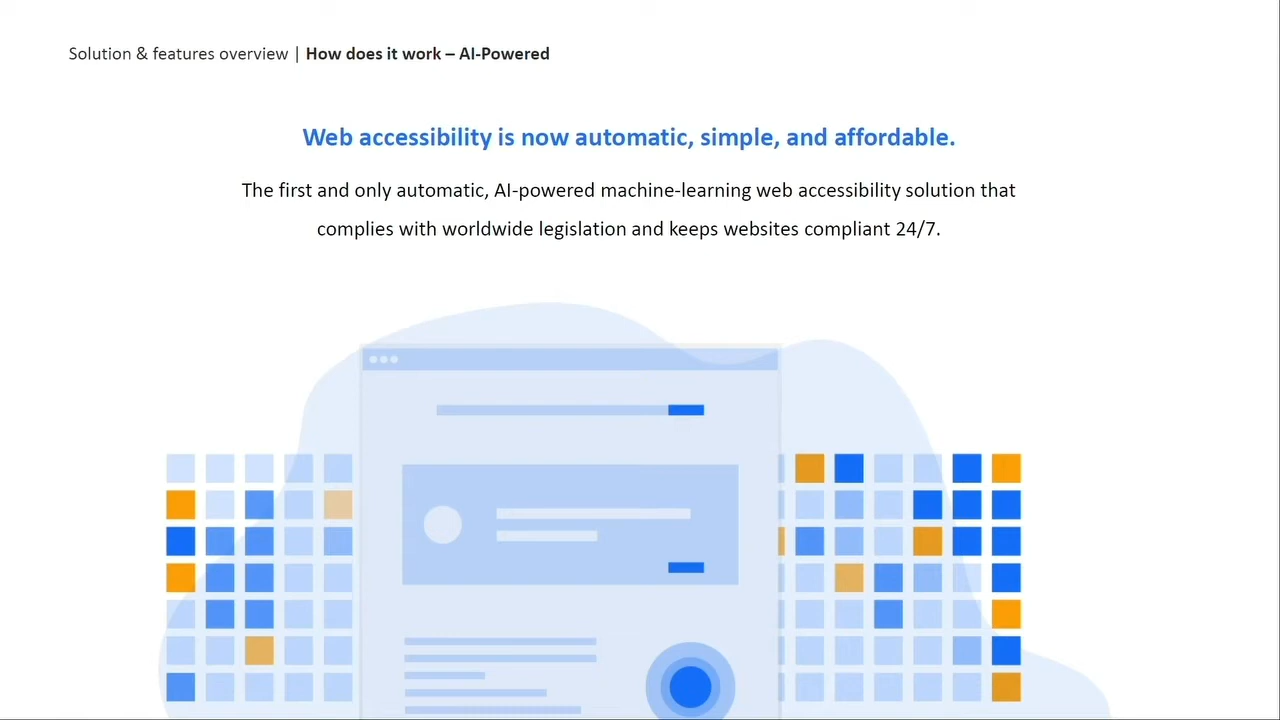 Solution & features overview | How does it work – AI-Powered
Web accessibility is now automatic, simple, and affordable.
The first and only automatic, AI-powered machine-learning web accessibility solution that
complies with worldwide legislation and keeps websites compliant 24/7.